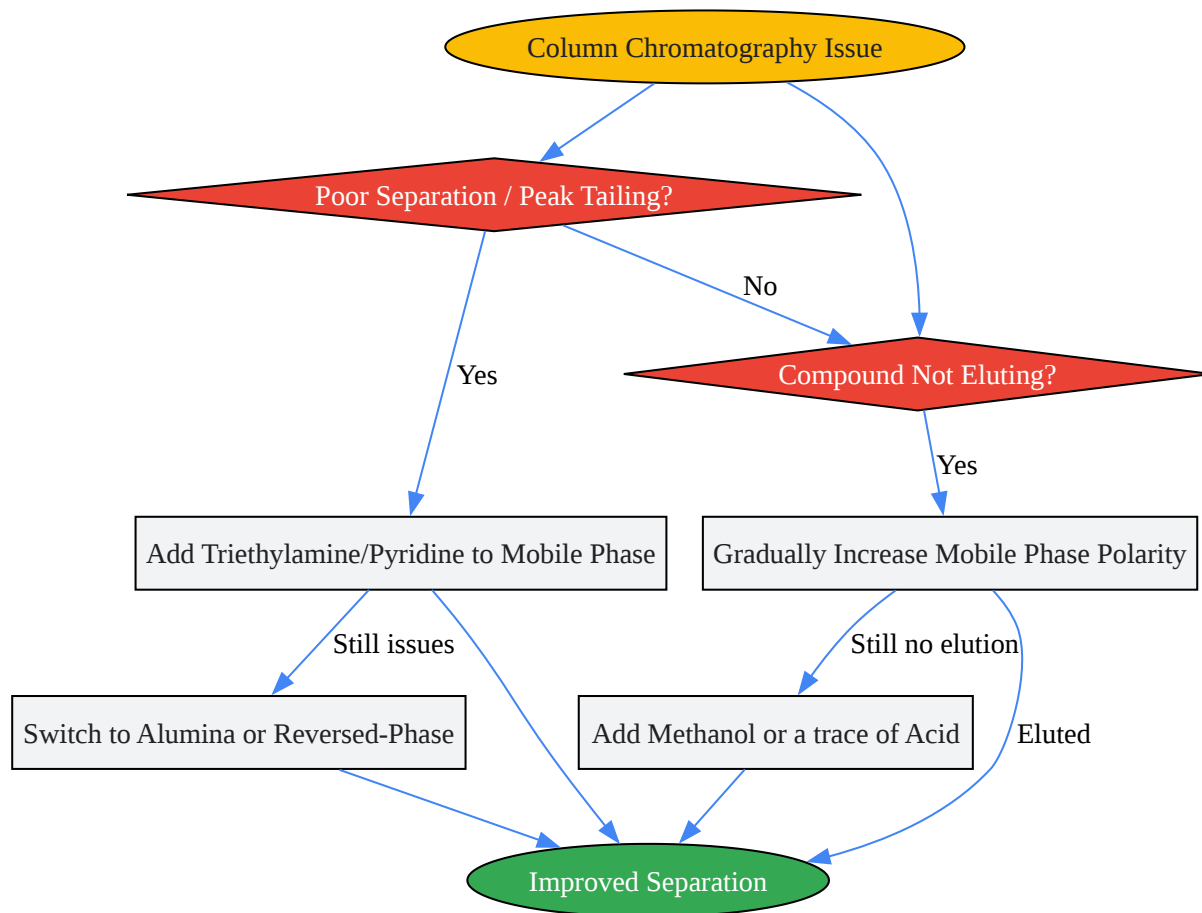 Column Chromatography Issue
Poor Separation / Peak Tailing?
No
Compound Not Eluting?
Yes
Yes
Add Triethylamine/Pyridine to Mobile Phase
Gradually Increase Mobile Phase Polarity
Still issues
Still no elution
Switch to Alumina or Reversed-Phase
Add Methanol or a trace of Acid
Eluted
Improved Separation